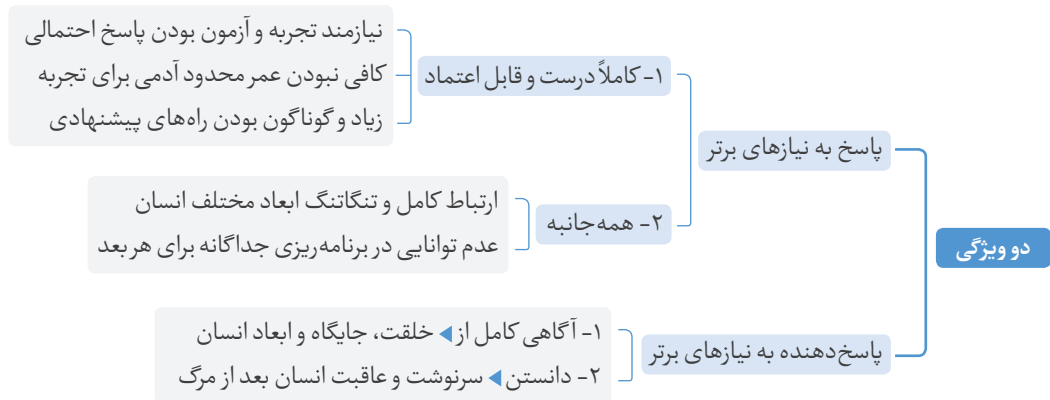 دو ویژگی
پاسخ به نیازهای برتر
۱- کاملاً درست و قابل اعتماد
نیازمند تجربه و آزمون بودن پاسخ احتمالی
کافی نبودن عمر محدود آدمی برای تجربه
زیاد و گوناگون بودن راه‌های پیشنهادی
۲- همه‌جانبه
ارتباط کامل و تنگاتنگ ابعاد مختلف انسان
عدم توانایی در برنامه‌ریزی جداگانه برای هر بعد
پاسخ‌دهنده به نیازهای برتر
۱- آگاهی کامل از ◀ خلقت، جایگاه و ابعاد انسان
۲- دانستن ◀ سرنوشت و عاقبت انسان بعد از مرگ